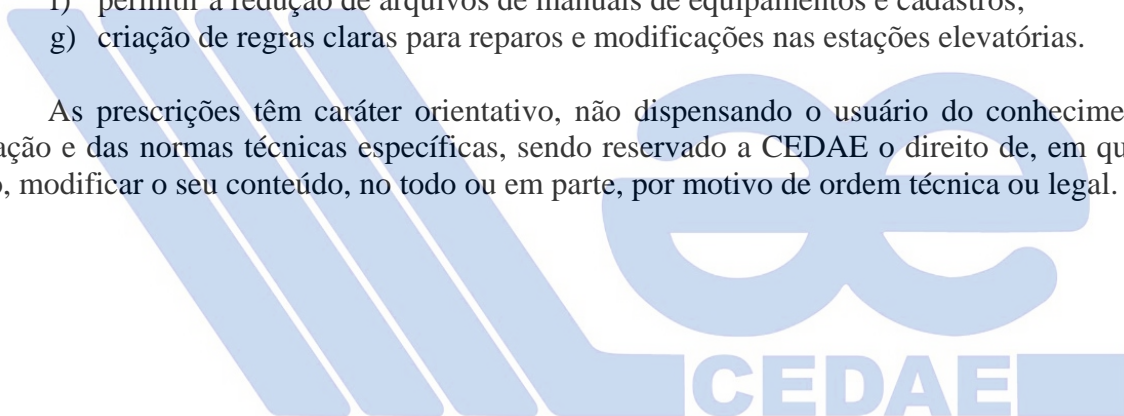 f) permitir a redução de arquivos de manuais de equipamentos e cadastros;
g) criação de regras claras para reparos e modificações nas estações elevatórias.
As prescrições têm caráter orientativo, não dispensando o usuário do conhecime
ação e das normas técnicas específicas, sendo reservado a CEDAE o direito de, em qu
o, modificar o seu conteúdo, no todo ou em parte, por motivo de ordem técnica ou legal.
ae
CEDAE